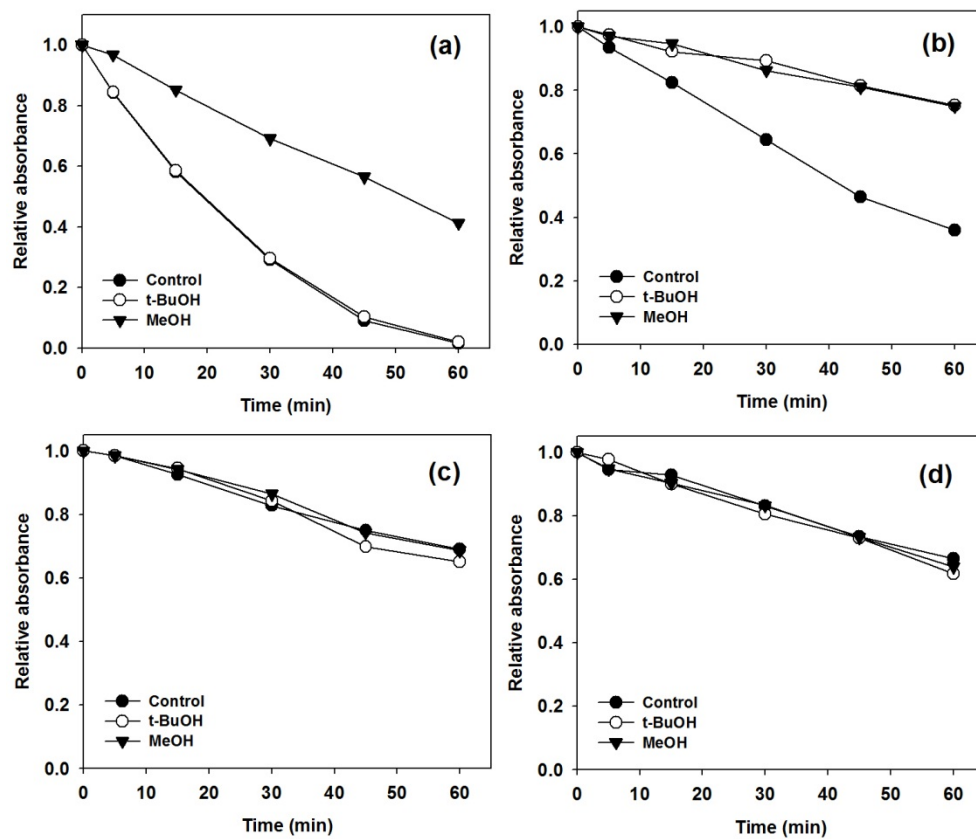 (a)
Relative absorbance
1.0
0.8
0.6
0.4
0.2
0.0
Control
t-BuOH
MeOH
0 10 20 30 40 50 60
Time (min)
(b)
Relative absorbance
1.0
0.8
0.6
0.4
0.2
0.0
Control
t-BuOH
MeOH
0 10 20 30 40 50 60
Time (min)
(c)
Relative absorbance
1.0
0.8
0.6
0.4
0.2
0.0
Control
t-BuOH
MeOH
0 10 20 30 40 50 60
Time (min)
(d)
Relative absorbance
1.0
0.8
0.6
0.4
0.2
0.0
Control
t-BuOH
MeOH
0 10 20 30 40 50 60
Time (min)